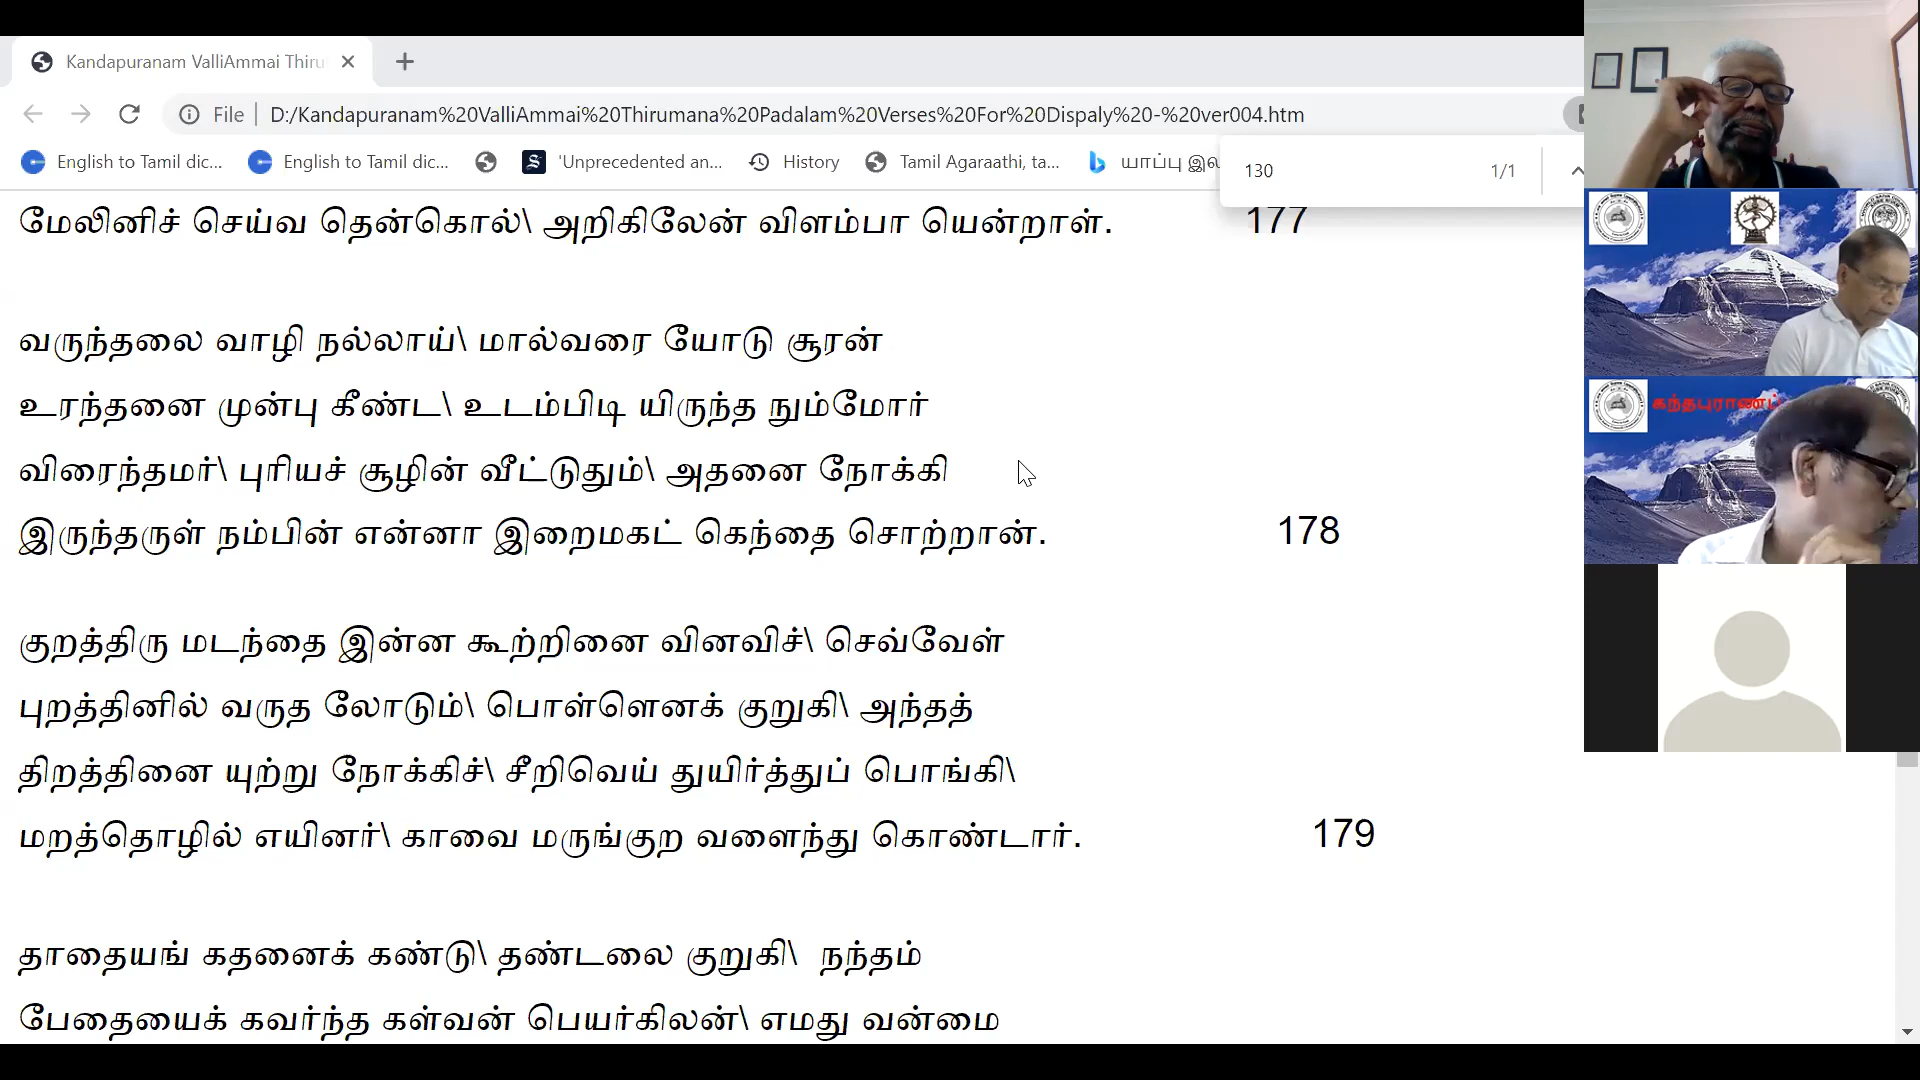 Kandapuranam ValliAmmai Thiru
File
D:/Kandapuranam%20ValliAmmai%20Thirumana%20Padalam%20Verses%20For%20Dispaly%20-%20ver004.htm
English to Tamil dic... English to Tamil dic... 'Unprecedented an... History Tamil Agaraathi, ta... யாப்பு
130 1/1
மேலினிச் செய்வ தென்கொல்\ அறிகிலேன் விளம்பா யென்றாள். 177
வருந்தலை வாழி நல்லாய்\ மால்வரை யோடு சூரன்
உரந்தனை முன்பு கீண்ட\ உடம்பிடி யிருந்த நும்மோர்
விரைந்தமர்\ புரியச் சூழின் வீட்டுதும்\ அதனை நோக்கி
இருந்தருள் நம்பின் என்னா இறைமகட் கெந்தை சொற்றான். 178
குறத்திரு மடந்தை இன்ன கூற்றினை வினவிச்\ செவ்வேள்
புறத்தினில் வருத லோடும்\ பொள்ளெனக் குறுகி\ அந்தத்
திறத்தினை யுற்று நோக்கிச்\ சீறிவெய் துயிர்த்துப் பொங்கி\
மறத்தொழில் எயினர்\ காவை மருங்குற வளைந்து கொண்டார். 179
தாதையங் கதனைக் கண்டு\ தண்டலை குறுகி\ நந்தம்
பேதையைக் கவர்ந்த கள்வன் பெயர்கிலன்\ எமது வன்மை
கந்தபுராணப்